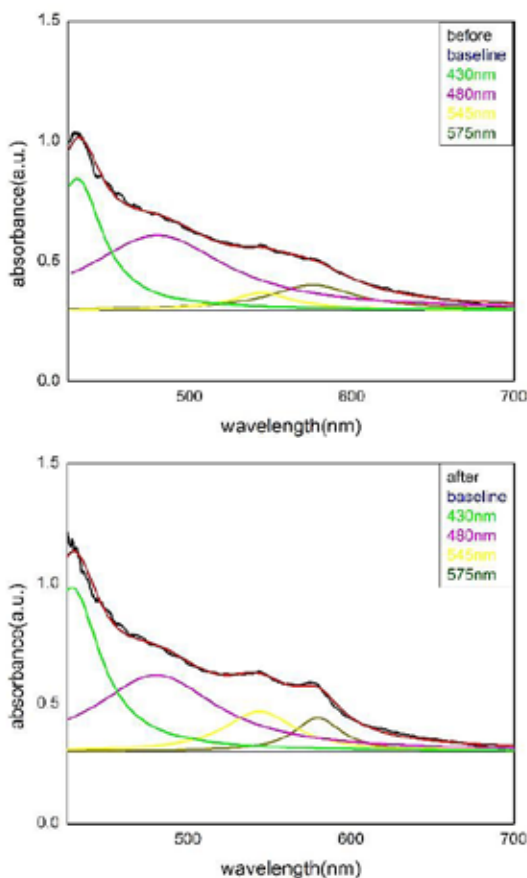 1.5
before
baseline
430nm
480nm
545nm
575nm
1.0
absorbance(a.u.)
0.5
0.0
500
600
700
wavelength(nm)
1.5
after
baseline
430nm
480nm
545nm
575nm
1.0
absorbance(a.u.)
0.5
0.0
500
600
700
wavelength(nm)